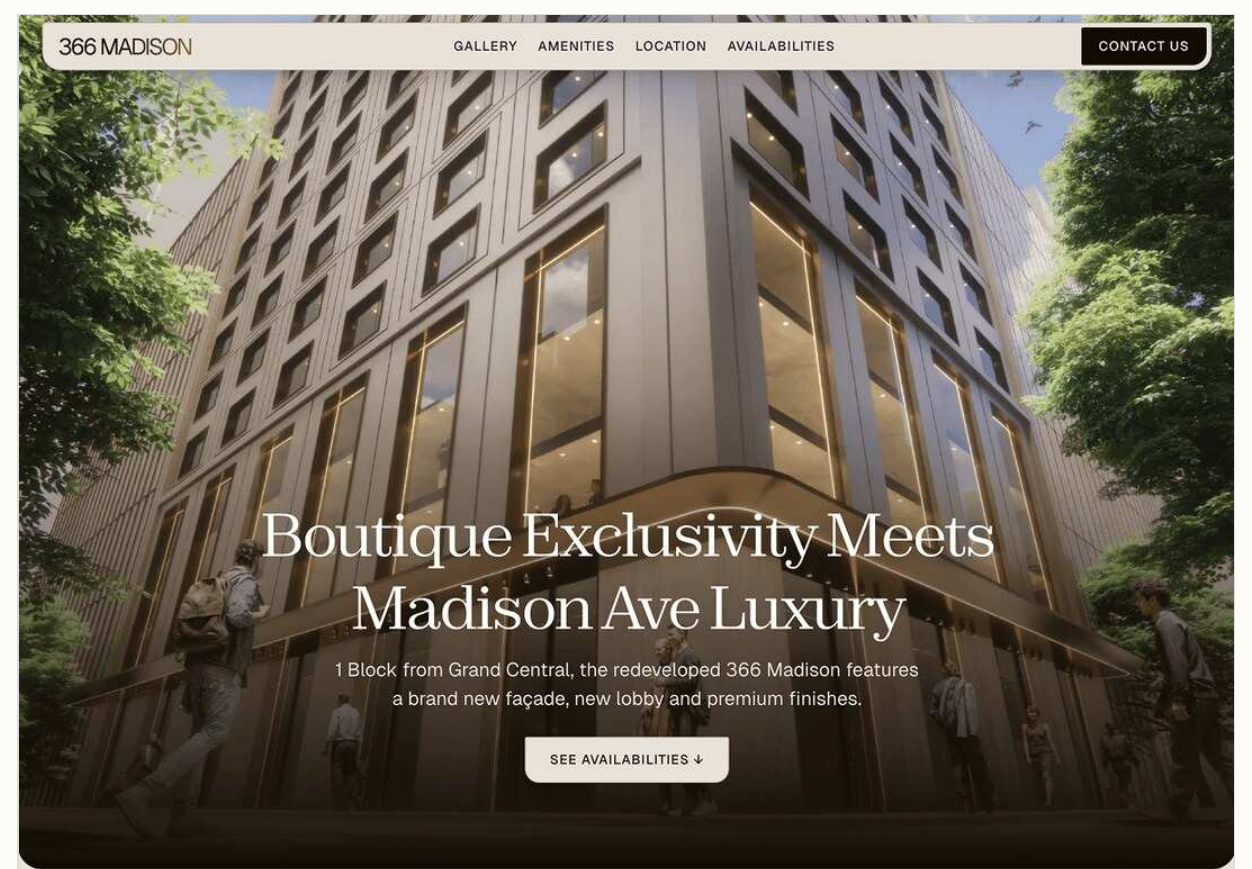 366 MADISON
GALLERY AMENITIES LOCATION AVAILABILITIES
CONTACT US
Boutique Exclusivity Meets
Madison Ave Luxury
1 Block from Grand Central, the redeveloped 366 Madison features
a brand new façade, new lobby and premium finishes.
SEE AVAILABILITIES ↓